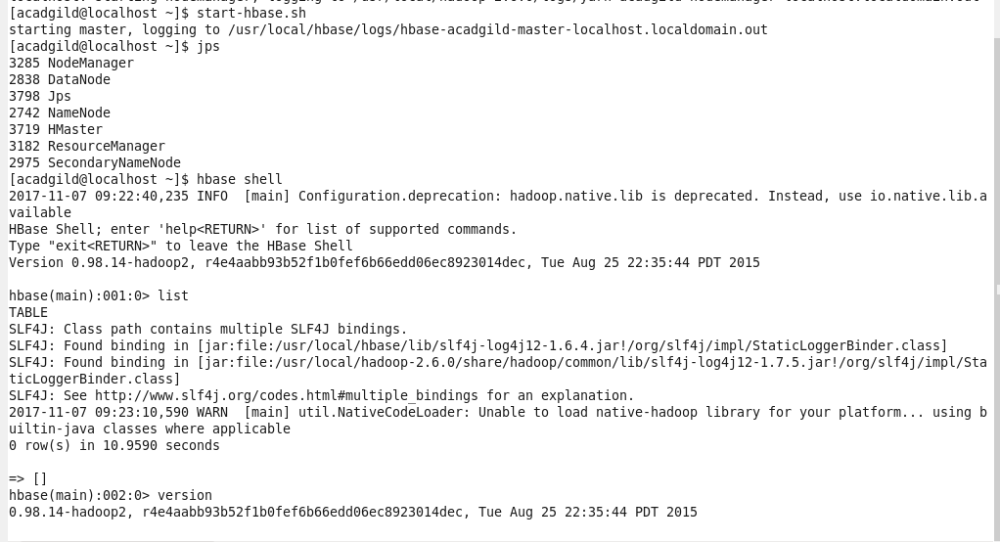 [acadgild@localhost ~]$ start-hbase.sh
starting master, logging to /usr/local/hbase/logs/hbase-acadgild-master-localhost.localdomain.out
[acadgild@localhost ~]$ jps
3285 NodeManager
2838 DataNode
3798 Jps
2742 NameNode
3719 HMaster
3182 ResourceManager
2975 SecondaryNameNode
[acadgild@localhost ~]$ hbase shell
2017-11-07 09:22:40,235 INFO  [main] Configuration.deprecation: hadoop.native.lib is deprecated. Instead, use io.native.lib.a
vailable
HBase Shell; enter 'help<RETURN>' for list of supported commands.
Type "exit<RETURN>" to leave the HBase Shell
Version 0.98.14-hadoop2, r4e4aabb93b52f1b0fef6b66edd06ec8923014dec, Tue Aug 25 22:35:44 PDT 2015
hbase(main):001:0> list
TABLE
SLF4J: Class path contains multiple SLF4J bindings.
SLF4J: Found binding in [jar:file:/usr/local/hbase/lib/slf4j-log4j12-1.6.4.jar!/org/slf4j/impl/StaticLoggerBinder.class]
SLF4J: Found binding in [jar:file:/usr/local/hadoop-2.6.0/share/hadoop/common/lib/slf4j-log4j12-1.7.5.jar!/org/slf4j/impl/Sta
ticLoggerBinder.class]
SLF4J: See http://www.slf4j.org/codes.html#multiple_bindings for an explanation.
2017-11-07 09:23:10,590 WARN  [main] util.NativeCodeLoader: Unable to load native-hadoop library for your platform... using b
uiltin-java classes where applicable
0 row(s) in 10.9590 seconds
=> []
hbase(main):002:0> version
0.98.14-hadoop2, r4e4aabb93b52f1b0fef6b66edd06ec8923014dec, Tue Aug 25 22:35:44 PDT 2015